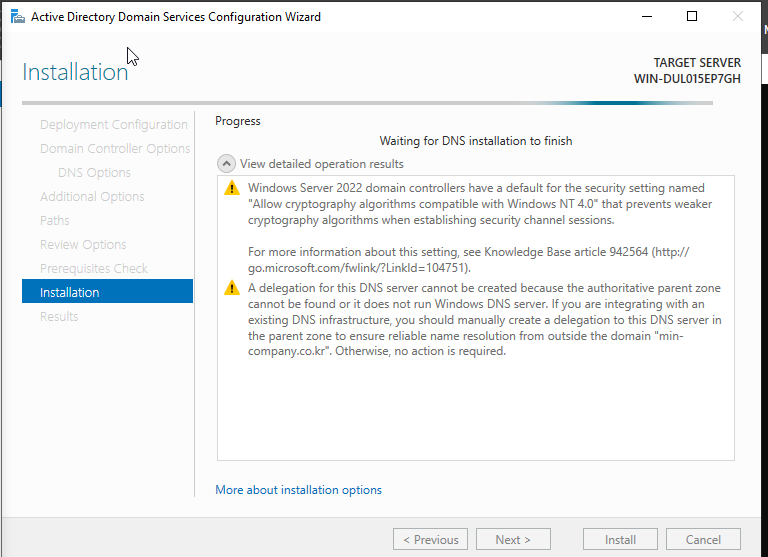 Active Directory Domain Services Configuration Wizard
Installation
TARGET SERVER
WIN-DUL015EP7GH
Deployment Configuration
Domain Controller Options
DNS Options
Additional Options
Paths
Review Options
Prerequisites Check
Installation
Results
Progress
Waiting for DNS installation to finish
View detailed operation results
Windows Server 2022 domain controllers have a default for the security setting named
"Allow cryptography algorithms compatible with Windows NT 4.0" that prevents weaker
cryptography algorithms when establishing security channel sessions.
For more information about this setting, see Knowledge Base article 942564 (http://
go.microsoft.com/fwlink/?LinkId=104751).
A delegation for this DNS server cannot be created because the authoritative parent zone
cannot be found or it does not run Windows DNS server. If you are integrating with an
existing DNS infrastructure, you should manually create a delegation to this DNS server in
the parent zone to ensure reliable name resolution from outside the domain "min-
company.co.kr". Otherwise, no action is required.
More about installation options
< Previous
Next >
Install
Cancel